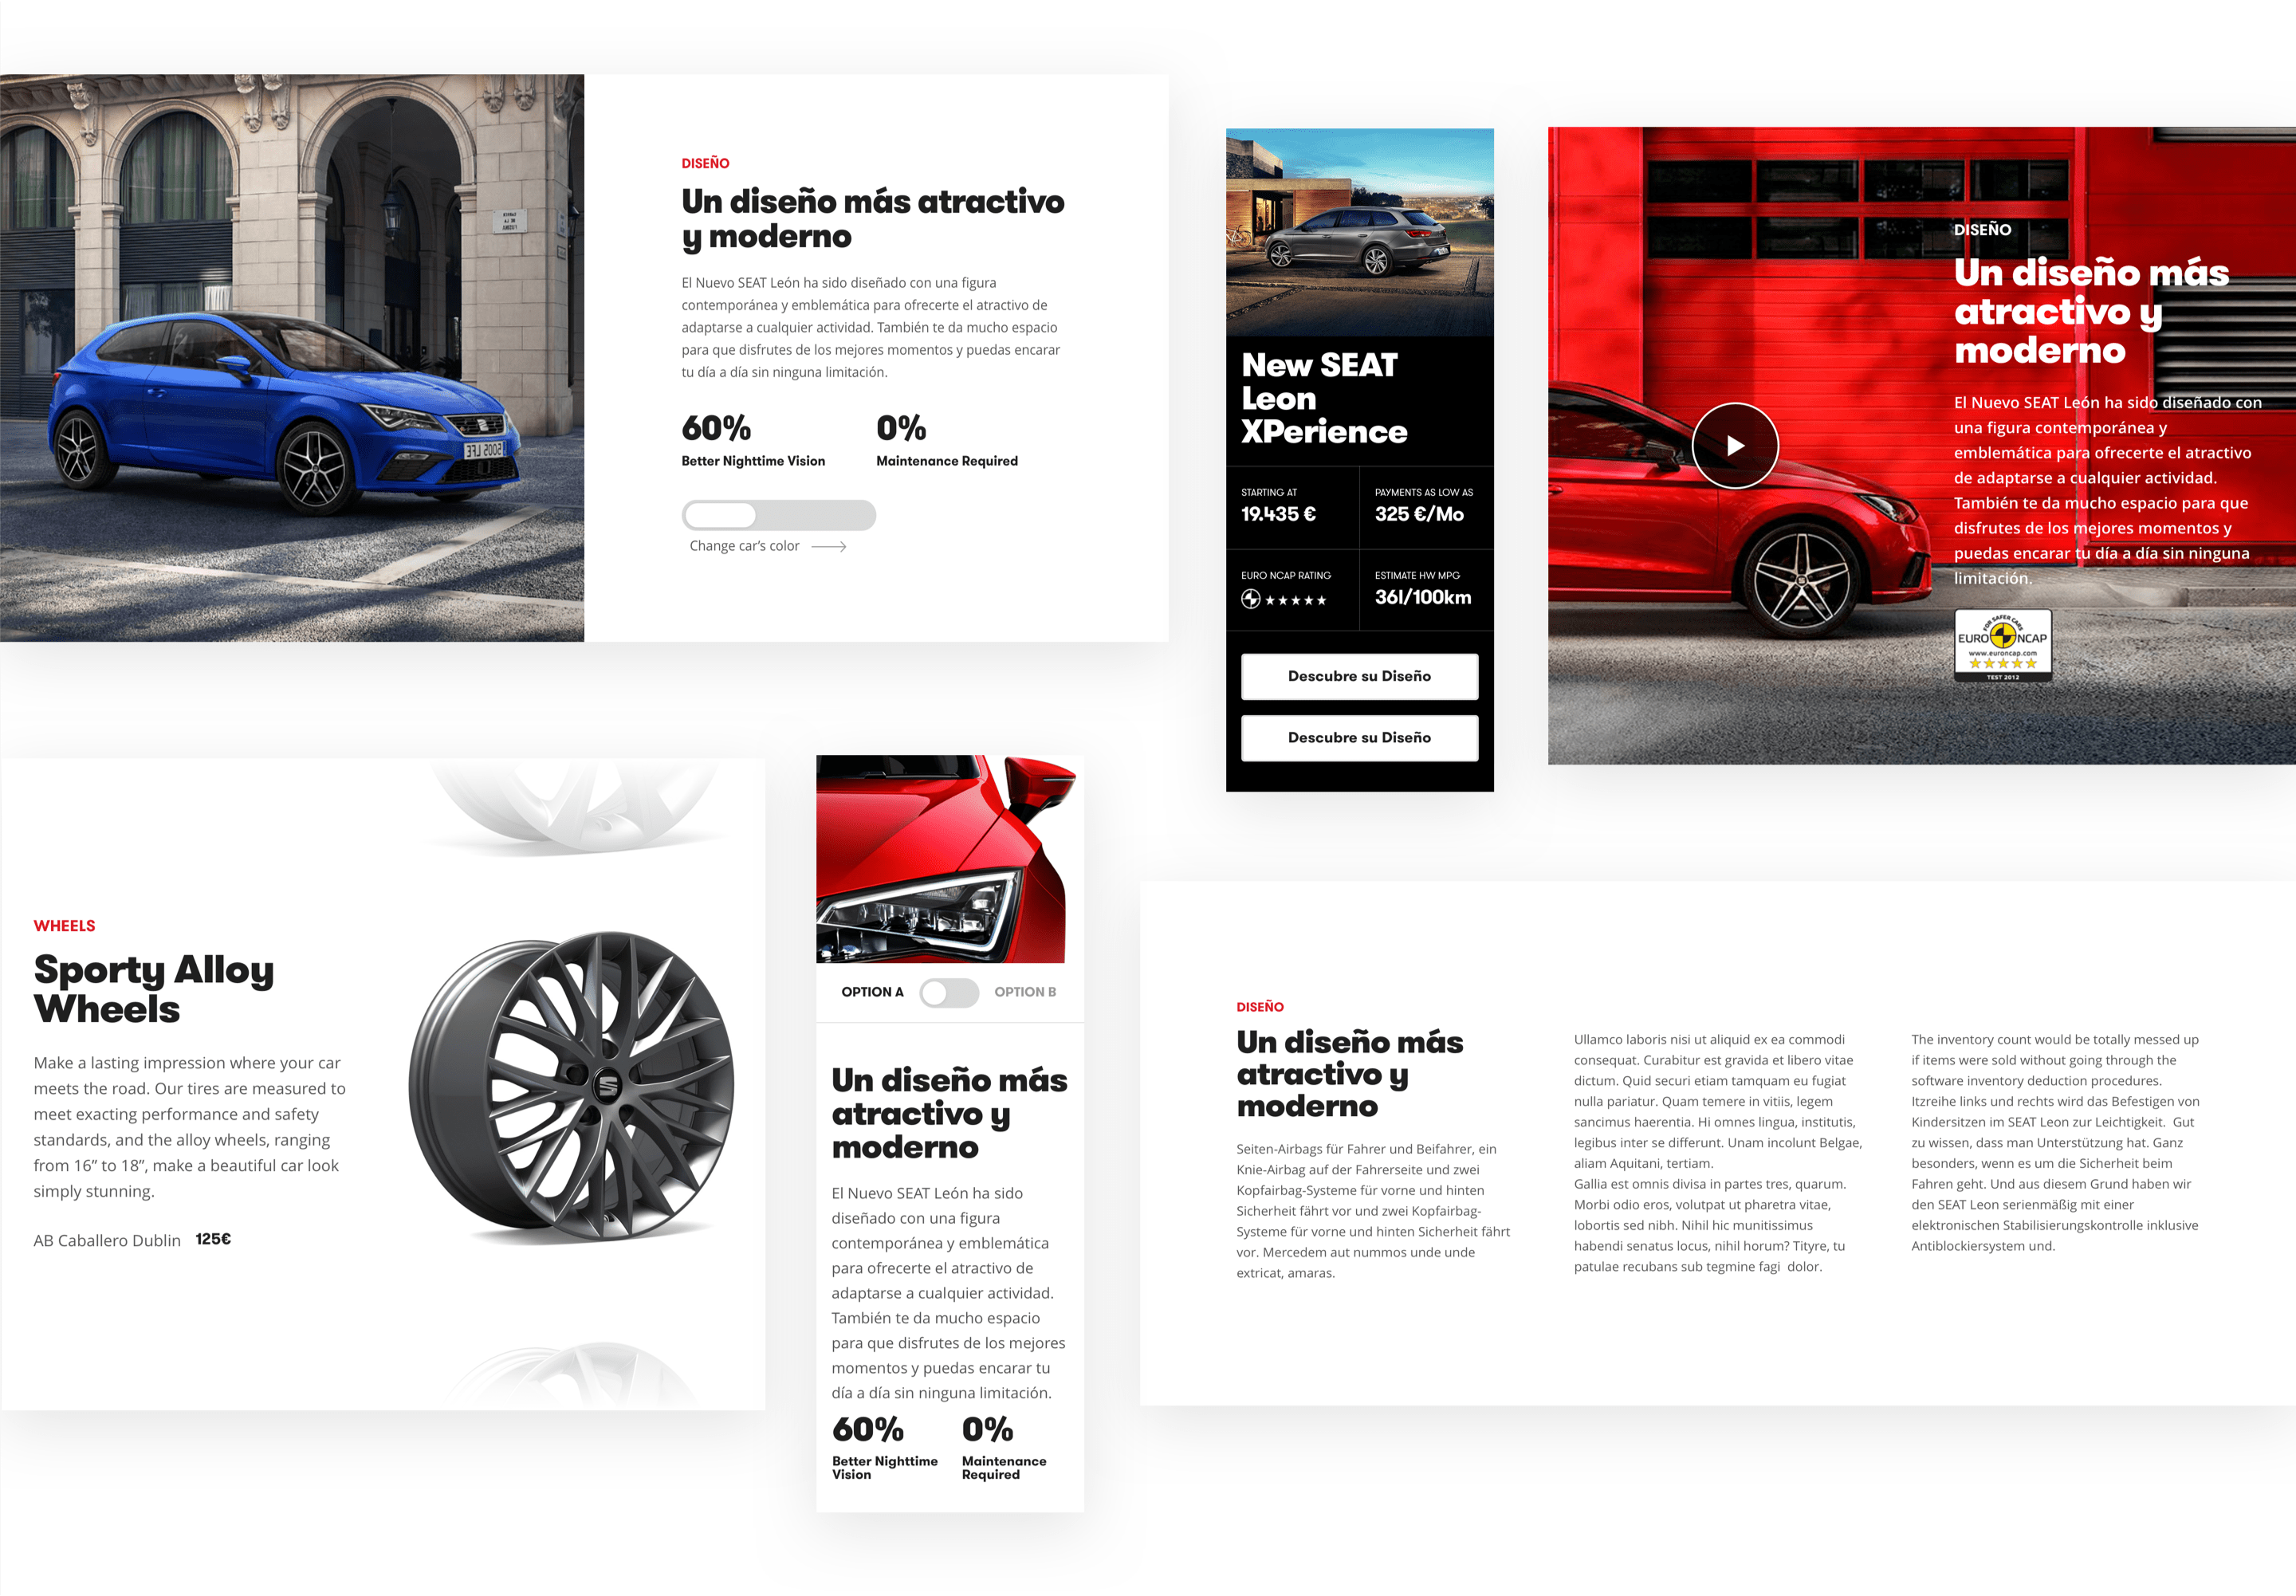 DISEÑO
Un diseño más atractivo
y moderno
El Nuevo SEAT León ha sido diseñado con una figura
contemporánea y emblemática para ofrecerte el atractivo de
adaptarse a cualquier actividad. También te da mucho espacio
para que disfrutes de los mejores momentos y puedas encarar
tu día a día sin ninguna limitación.
60%
0%
Better Nighttime Vision
Maintenance Required
Change car's color
New SEAT
Leon
XPerience
STARTING AT
19.435 €
PAYMENTS AS LOW AS
325 €/Mo
EURO NCAP RATING
ESTIMATE HW MPG
36l/100km
Descubre su Diseño
Descubre su Diseño
DISEÑO
Un diseño más
atractivo y
moderno
El Nuevo SEAT León ha sido diseñado con
una figura contemporánea y
emblemática para ofrecerte el atractivo
de adaptarse a cualquier actividad.
También te da mucho espacio para que
disfrutes de los mejores momentos y
puedas encarar tu día a día sin ninguna
limitación.
FOR SAFER CARS
EURO NCAP
www.euroncap.com
TEST 2012
WHEELS
Sporty Alloy
Wheels
Make a lasting impression where your car
meets the road. Our tires are measured to
meet exacting performance and safety
standards, and the alloy wheels, ranging
from 16” to 18”, make a beautiful car look
simply stunning.
AB Caballero Dublin 125€
OPTION A
OPTION B
Un diseño más
atractivo y
moderno
El Nuevo SEAT León ha sido
diseñado con una figura
contemporánea y emblemática
para ofrecerte el atractivo de
adaptarse a cualquier actividad.
También te da mucho espacio
para que disfrutes de los mejores
momentos y puedas encarar tu
día a día sin ninguna limitación.
60%
0%
Better Nighttime
Vision
Maintenance
Required
DISEÑO
Un diseño más
atractivo y
moderno
Seiten-Airbags für Fahrer und Beifahrer, ein
Knie-Airbag auf der Fahrerseite und zwei
Kopfairbag-Systeme für vorne und hinten
Sicherheit fährt vor und zwei Kopfairbag-
Systeme für vorne und hinten Sicherheit fährt
vor. Mercedem aut nummos unde unde
extricat, amaras.
Ullamco laboris nisi ut aliquid ex ea commodi
consequat. Curabitur est gravida et libero vitae
dictum. Quid securi etiam tamquam eu fugiat
nulla pariatur. Quam temere in vitiis, legem
sancimus haerentia. Hi omnes lingua, institutis,
legibus inter se differunt. Unam incolunt Belgae,
aliam Aquitani, tertiam.
Gallia est omnis divisa in partes tres, quarum.
Morbi odio eros, volutpat ut pharetra vitae,
lobortis sed nibh. Nihil hic munitissimus
habendi senatus locus, nihil horum? Tityre, tu
patulae recubans sub tegmine fagi  dolor.
The inventory count would be totally messed up
if items were sold without going through the
software inventory deduction procedures.
Itzreihe links und rechts wird das Befestigen von
Kindersitzen im SEAT Leon zur Leichtigkeit.  Gut
zu wissen, dass man Unterstützung hat. Ganz
besonders, wenn es um die Sicherheit beim
Fahren geht. Und aus diesem Grund haben wir
den SEAT Leon serienmäßig mit einer
elektronischen Stabilisierungskontrolle inklusive
Antiblockiersystem und.